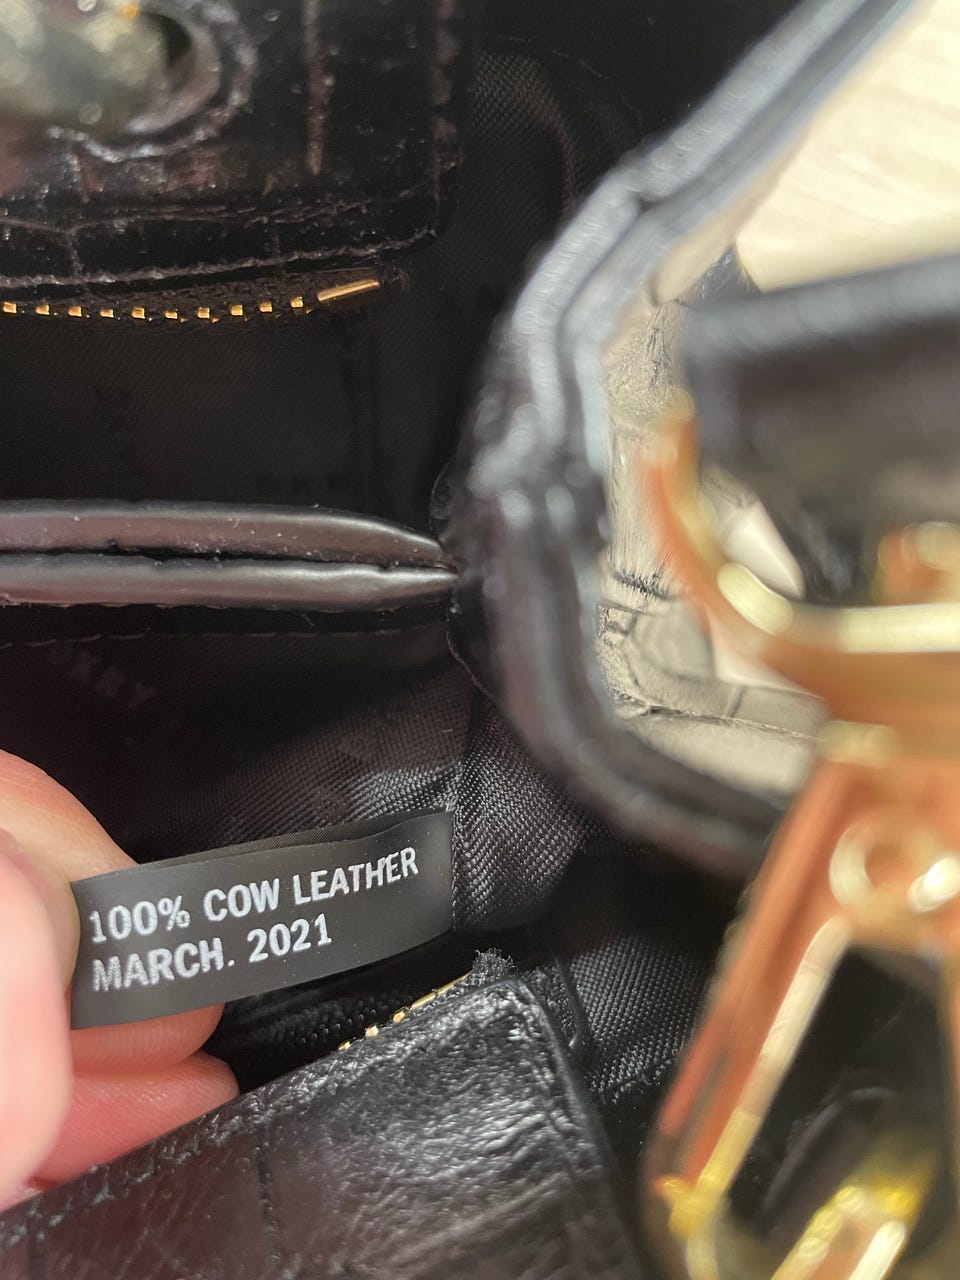 100% COW LEATHER
MARCH. 2021